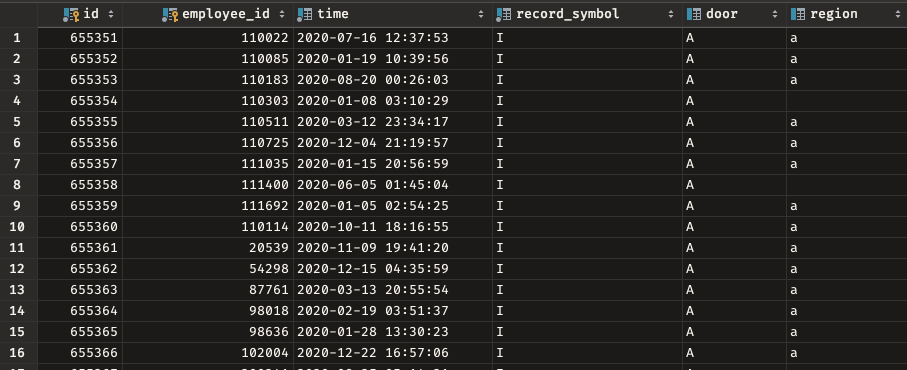 id employee_id time record_symbol door region
1 655351 110022 2020-07-16 12:37:53 I A a
2 655352 110085 2020-01-19 10:39:56 I A a
3 655353 110183 2020-08-20 00:26:03 I A a
4 655354 110303 2020-01-08 03:10:29 I A
5 655355 110511 2020-03-12 23:34:17 I A a
6 655356 110725 2020-12-04 21:19:57 I A a
7 655357 111035 2020-01-15 20:56:59 I A a
8 655358 111400 2020-06-05 01:45:04 I A
9 655359 111692 2020-01-05 02:54:25 I A a
10 655360 110114 2020-10-11 18:16:55 I A a
11 655361 20539 2020-11-09 19:41:20 I A a
12 655362 54298 2020-12-15 04:35:59 I A a
13 655363 87761 2020-03-13 20:55:54 I A a
14 655364 98018 2020-02-19 03:51:37 I A a
15 655365 98636 2020-01-28 13:30:23 I A a
16 655366 102004 2020-12-22 16:57:06 I A a